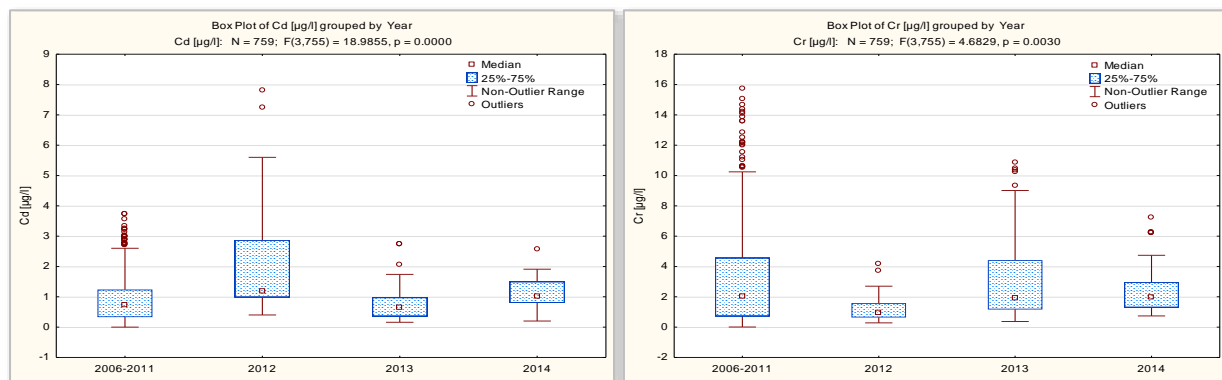 Box Plot of Cd [µg/l] grouped by Year
Cd [µg/l]: N = 759; F(3,755) = 18.9855, p = 0.0000
9
8
7
6
5
4
3
2
1
0
-1
Cd [µg/l]
Median
25%-75%
Non-Outlier Range
Outliers
2006-2011 2012 2013 2014
Box Plot of Cr [µg/l] grouped by Year
Cr [µg/l]: N = 759; F(3,755) = 4.6829, p = 0.0030
18
16
14
12
10
8
6
4
2
0
-2
Cr [µg/l]
Median
25%-75%
Non-Outlier Range
Outliers
2006-2011 2012 2013 2014